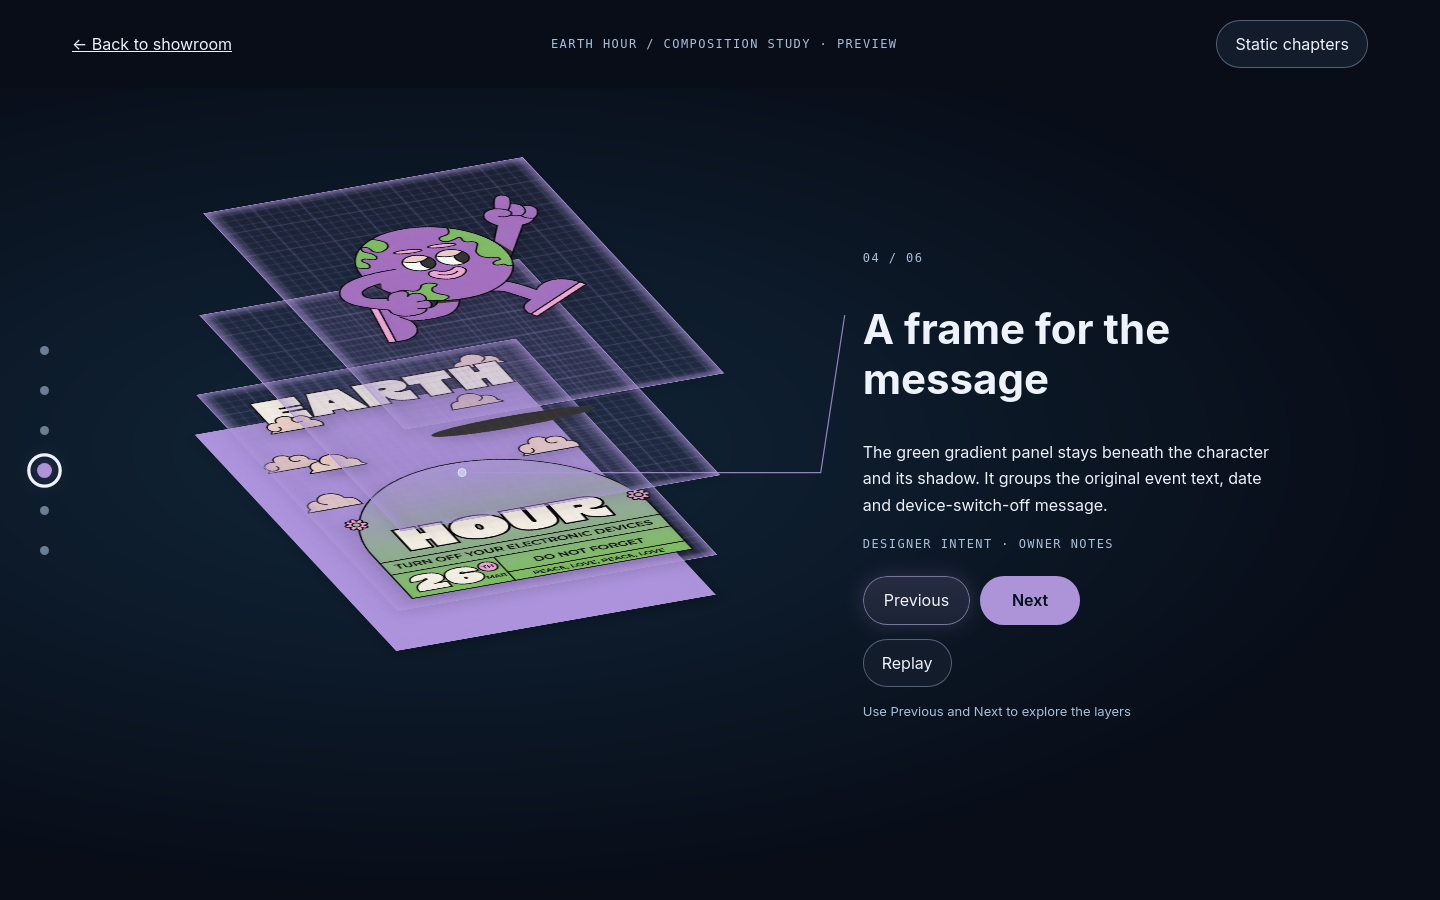 ← Back to showroom
EARTH HOUR / COMPOSITION STUDY · PREVIEW
Static chapters
EARTH
HOUR
TURN OFF YOUR ELECTRONIC DEVICES
26TH MAR
DO NOT FORGET
PEACE, LOVE, PEACE, LOVE
04 / 06
A frame for the
message
The green gradient panel stays beneath the character
and its shadow. It groups the original event text, date
and device-switch-off message.
DESIGNER INTENT · OWNER NOTES
Previous
Next
Replay
Use Previous and Next to explore the layers